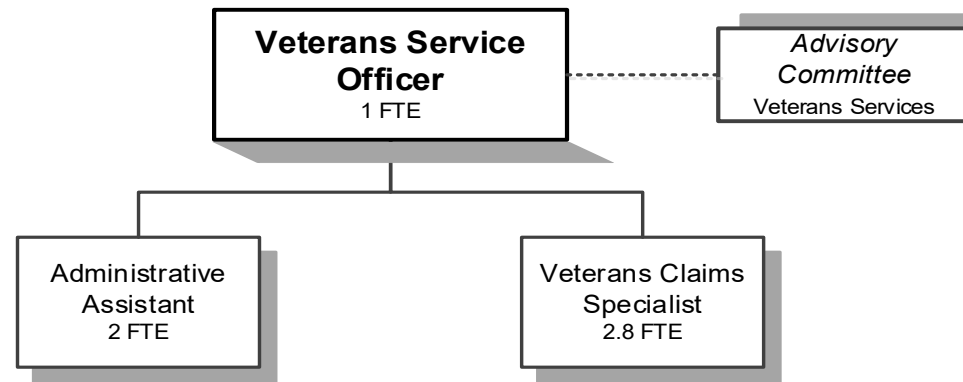 Veterans Service
Officer
1 FTE
Advisory
Committee
Veterans Services
Administrative
Assistant
2 FTE
Veterans Claims
Specialist
2.8 FTE